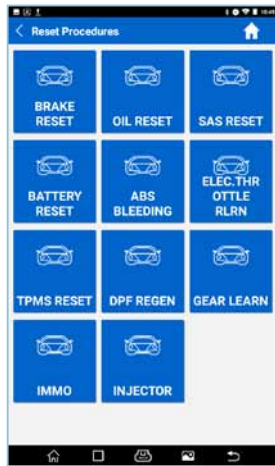 Reset Procedures
BRAKE
RESET
OIL RESET
SAS RESET
BATTERY
RESET
ABS
BLEEDING
ELEC.THR
OTTLE
RLRN
TPMS RESET
DPF REGEN
GEAR LEARN
IMMO
INJECTOR